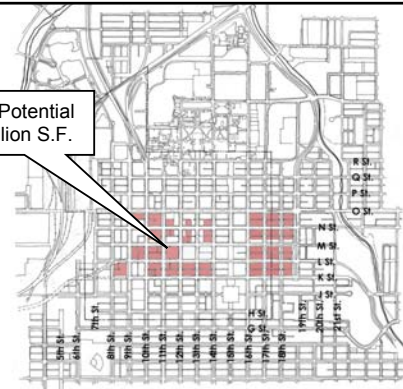 Potential
lion S.F.
R St.
Q St.
P St.
O St.
N St.
M St.
L St.
K St.
J St.
H St.
G St.
5th St.
6th St.
7th St.
8th St.
9th St.
10th St.
11th St.
12th St.
13th St.
14th St.
15th St.
16th St.
17th St.
18th St.
19th St.
20th St.
21st St.